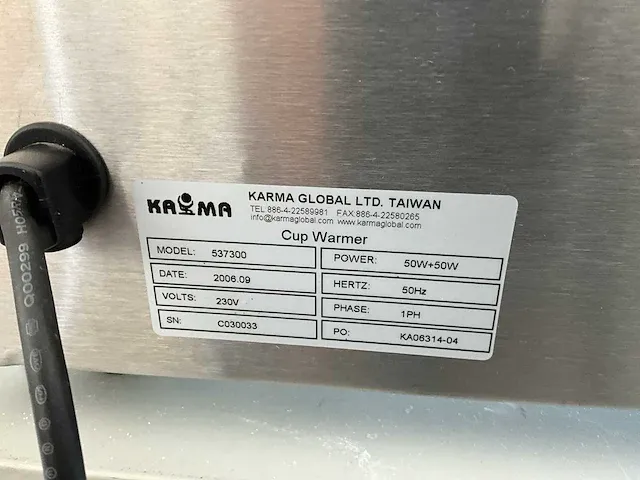 KARMA
KARMA GLOBAL LTD. TAIWAN
TEL 886-4-22589981 FAX:886-4-22580265
info@karmaglobal.com www.karmaglobal.com
Cup Warmer
MODEL: 537300
POWER: 50W+50W
DATE: 2006.09
HERTZ: 50Hz
VOLTS: 230V
PHASE: 1PH
SN: C030033
PO: KA06314-04
Q00299